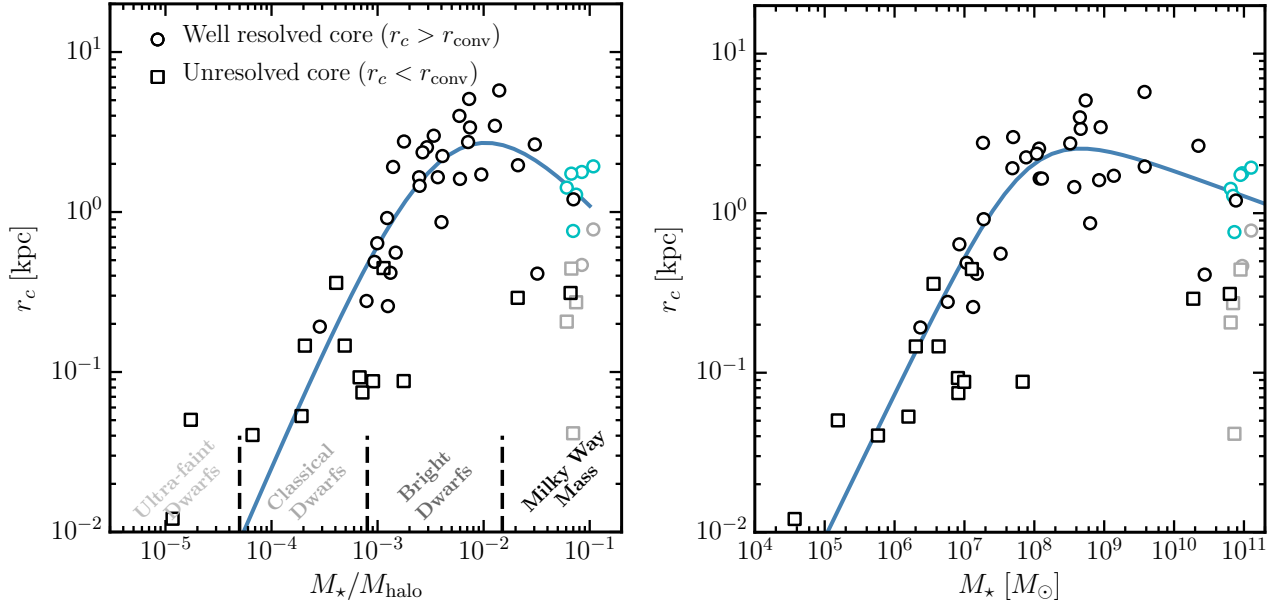 Well resolved core (r_c > r_conv)
Unresolved core (r_c < r_conv)
r_c [kpc]
10^1
10^0
10^-1
10^-2
Ultra-faint
Dwarfs
Classical
Dwarfs
Bright
Dwarfs
Milky Way
Mass
10^-5 10^-4 10^-3 10^-2 10^-1
M_⋆/M_halo
r_c [kpc]
10^1
10^0
10^-1
10^-2
10^4 10^5 10^6 10^7 10^8 10^9 10^10 10^11
M_⋆ [M_⊙]